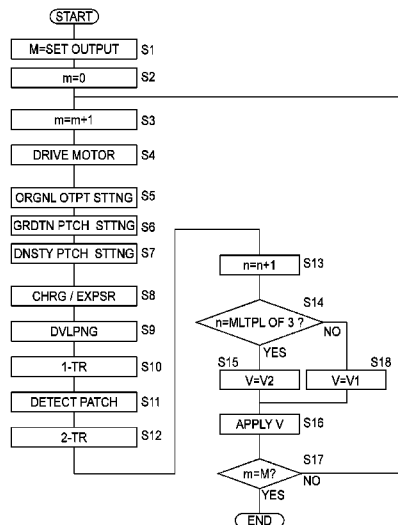 START
M=SET OUTPUT S1
m=0 S2
m=m+1 S3
DRIVE MOTOR S4
ORGNL OTPT STTNG S5
GRDTN PTCH STTNG S6
DNSTY PTCH STTNG S7
CHRG / EXPSR S8
DVLPNG S9
1-TR S10
DETECT PATCH S11
2-TR S12
n=n+1 S13
S14
n=MLTPL OF 3 ? NO
YES
S15 S18
V=V2 V=V1
APPLY V S16
S17
m=M? NO
YES
END